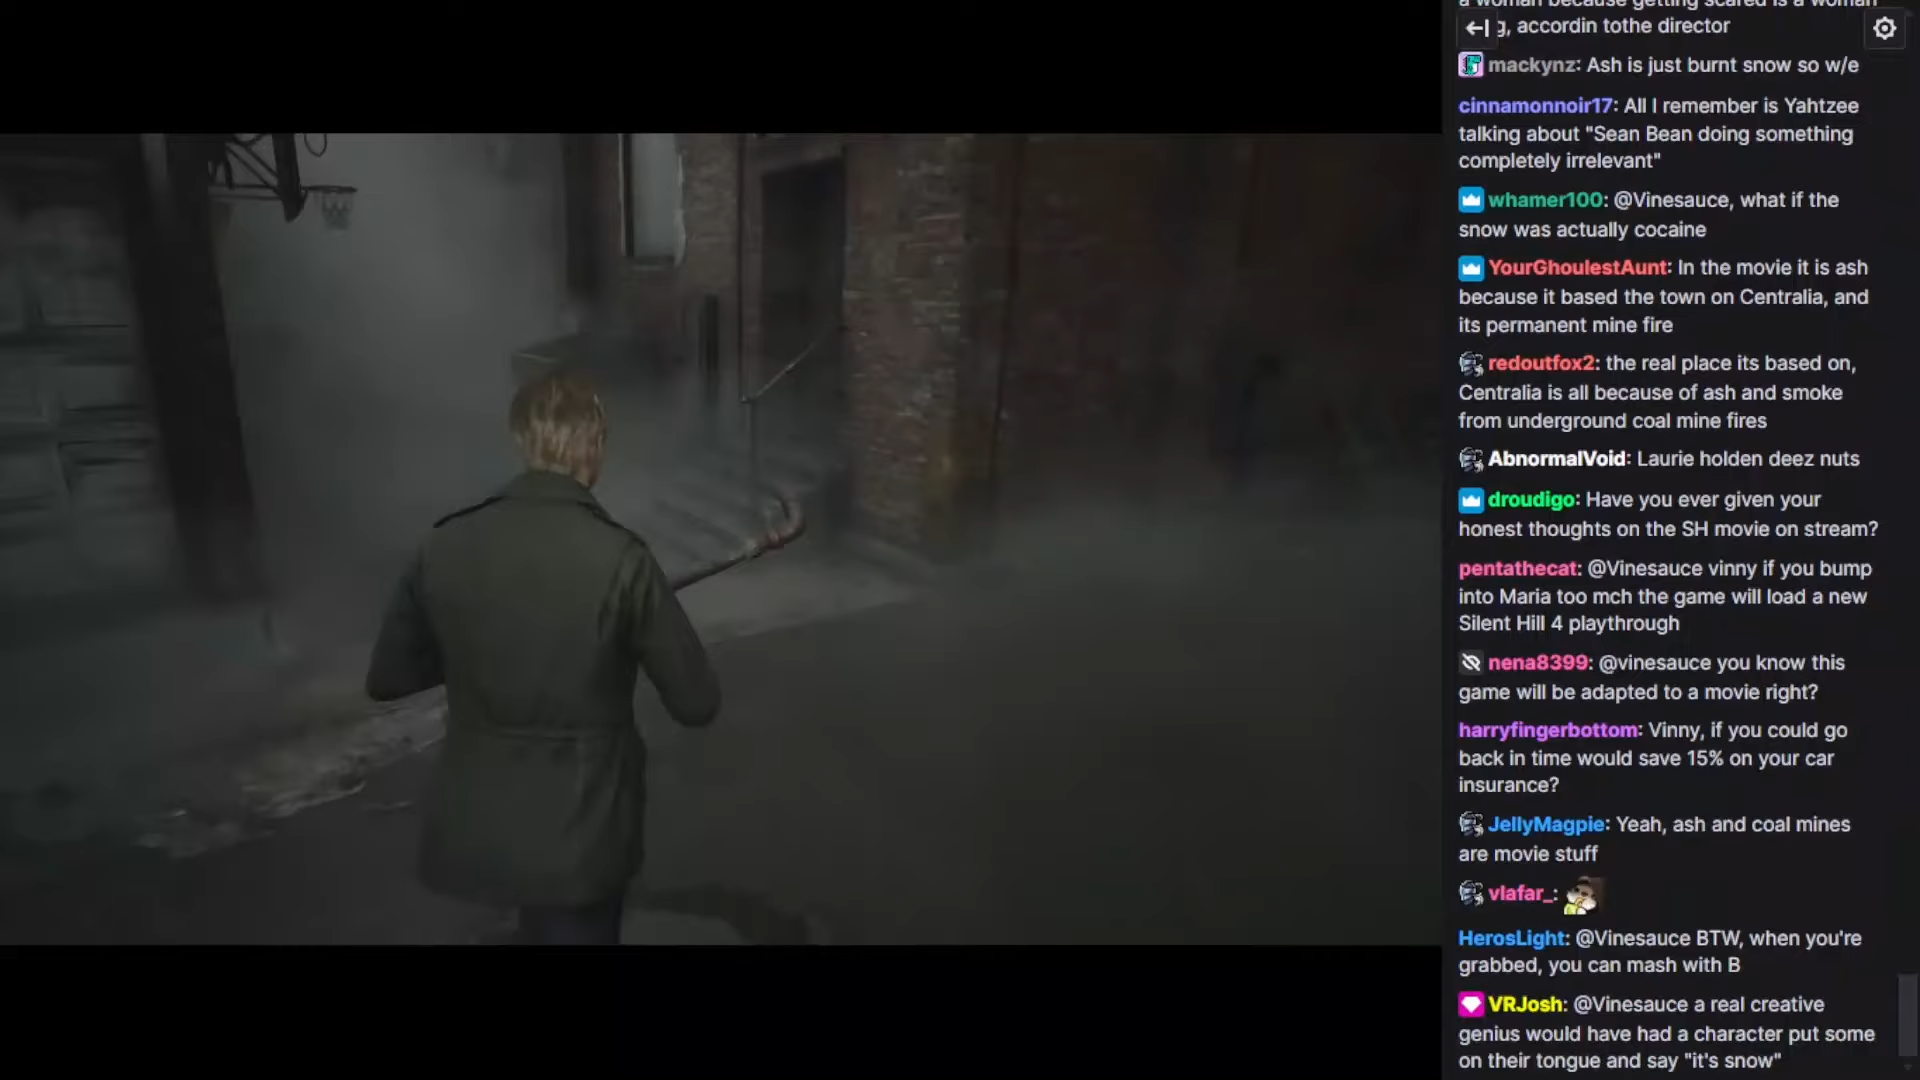 a woman because getting scared is a woman
g, accordin tothe director
mackynz: Ash is just burnt snow so w/e
cinnamonnoir17: All I remember is Yahtzee
talking about "Sean Bean doing something
completely irrelevant"
whamer100: @Vinesauce, what if the
snow was actually cocaine
YourGhoulestAunt: In the movie it is ash
because it based the town on Centralia, and
its permanent mine fire
redoutfox2: the real place its based on,
Centralia is all because of ash and smoke
from underground coal mine fires
AbnormalVoid: Laurie holden deez nuts
droudigo: Have you ever given your
honest thoughts on the SH movie on stream?
pentathecat: @Vinesauce vinny if you bump
into Maria too mch the game will load a new
Silent Hill 4 playthrough
nena8399: @vinesauce you know this
game will be adapted to a movie right?
harryfingerbottom: Vinny, if you could go
back in time would save 15% on your car
insurance?
JellyMagpie: Yeah, ash and coal mines
are movie stuff
vlafar_:
HerosLight: @Vinesauce BTW, when you're
grabbed, you can mash with B
VRJosh: @Vinesauce a real creative
genius would have had a character put some
on their tongue and say "it's snow"